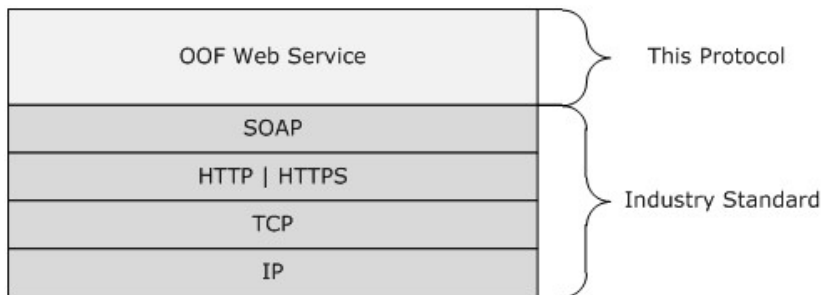 OOF Web Service
This Protocol
SOAP
HTTP | HTTPS
Industry Standard
TCP
IP